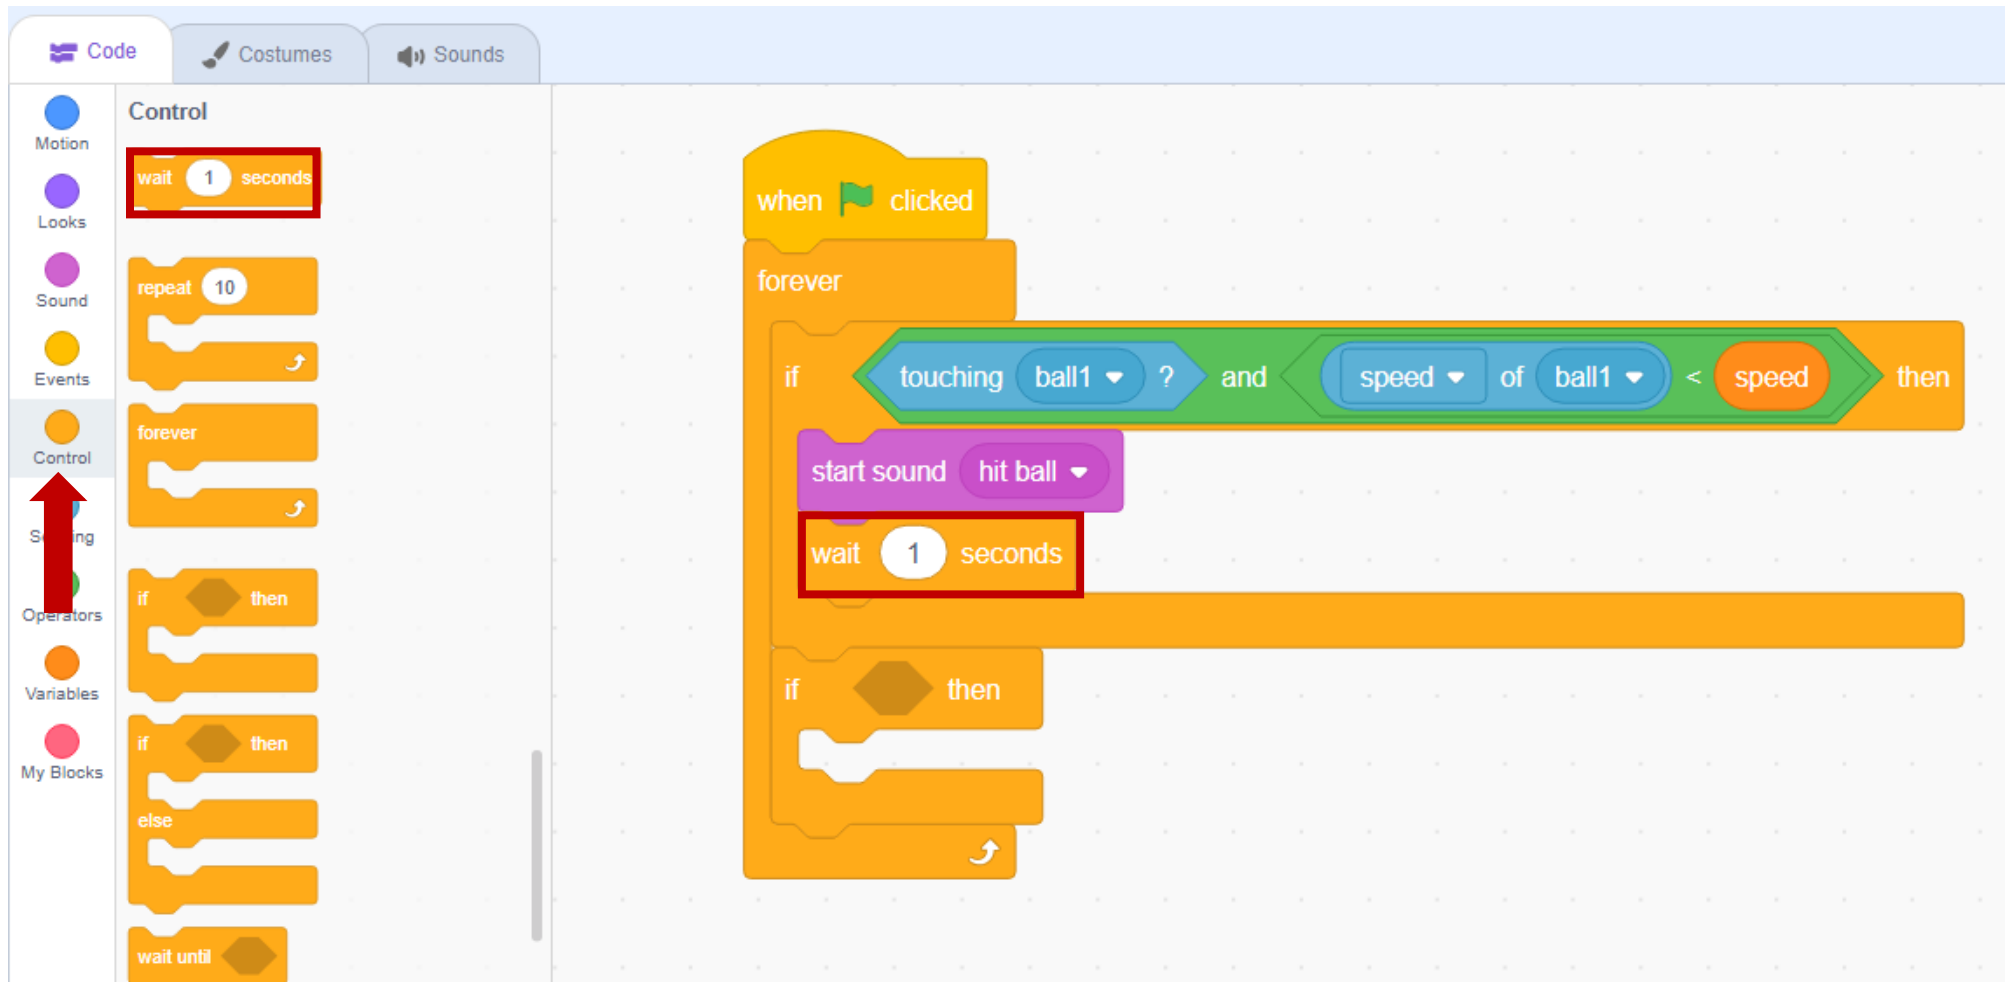 Code
Costumes
Sounds
Motion
Looks
Sound
Events
Control
Operators
Variables
My Blocks
Control
wait 1 seconds
repeat 10
forever
if then
if then
else
wait until
when clicked
forever
if touching ball1 ? and speed of ball1 < speed then
start sound hit ball
wait 1 seconds
if then